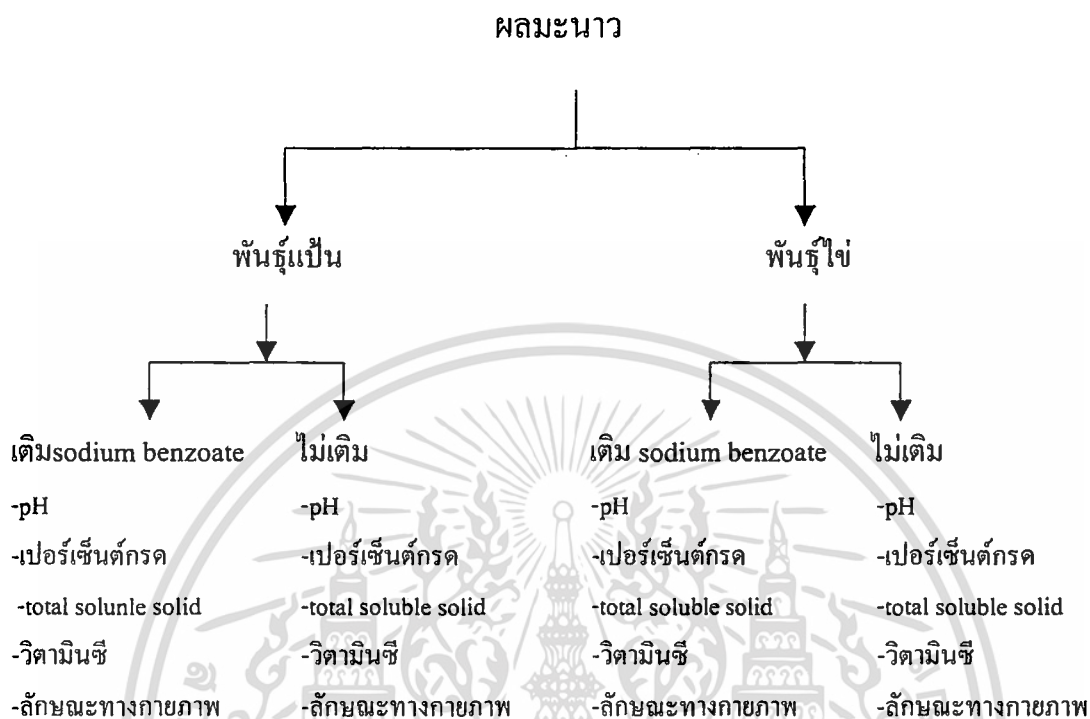 ผลมะนาว
พันธุ์แป้น พันธุ์ไข่
เติมsodium benzoate ไม่เติม เติม sodium benzoate ไม่เติม
-pH -pH -pH -pH
-เปอร์เซ็นต์กรด -เปอร์เซ็นต์กรด -เปอร์เซ็นต์กรด -เปอร์เซ็นต์กรด
-total solunle solid -total soluble solid -total soluble solid -total soluble solid
-วิตามินซี -วิตามินซี -วิตามินซี -วิตามินซี
-ลักษณะทางกายภาพ -ลักษณะทางกายภาพ -ลักษณะทางกายภาพ -ลักษณะทางกายภาพ